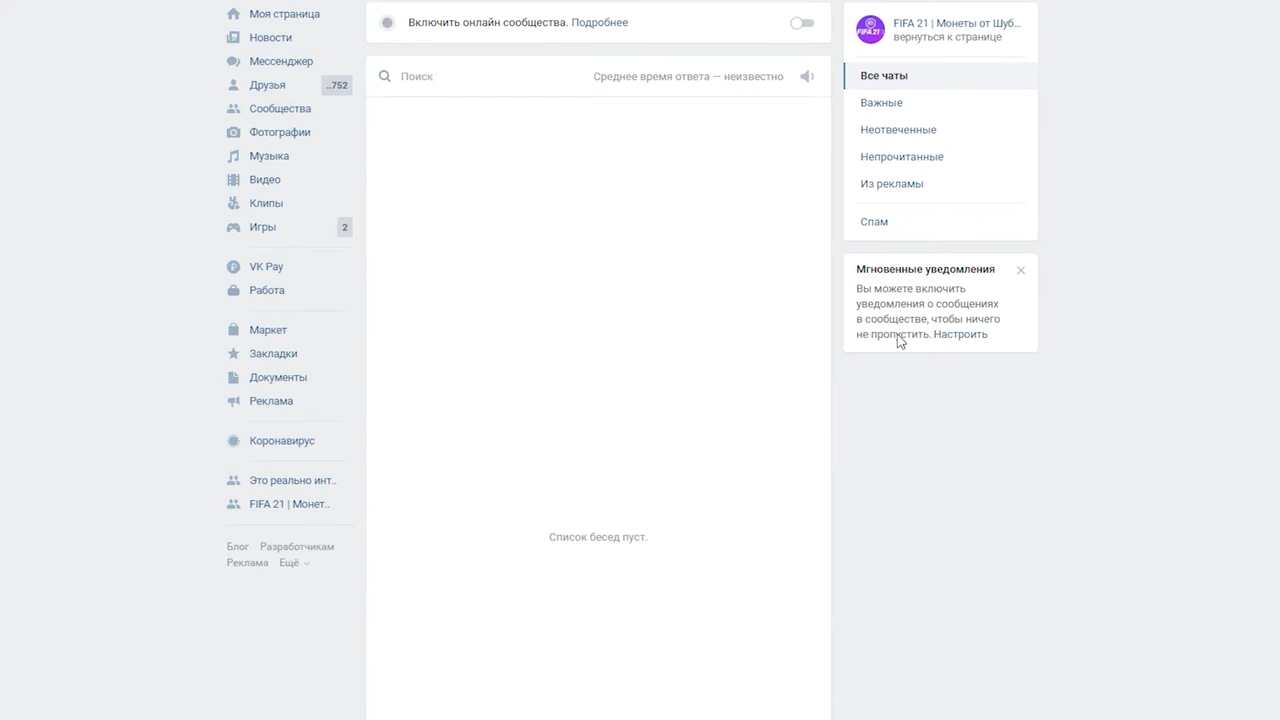 Моя страница
Новости
Мессенджер
Друзья
..752
Сообщества
Фотографии
Музыка
Видео
Клипы
Игры
2
VK Pay
Работа
Маркет
Закладки
Документы
Реклама
Коронавирус
Это реально инт..
FIFA 21 | Монет..
Блог Разработчикам
Реклама Ещё
Включить онлайн сообщества. Подробнее
Поиск
Среднее время ответа — неизвестно
Список бесед пуст.
FIFA 21
FIFA 21 | Монеты от Шуб...
вернуться к странице
Все чаты
Важные
Неотвеченные
Непрочитанные
Из рекламы
Спам
Мгновенные уведомления
Вы можете включить
уведомления о сообщениях
в сообществе, чтобы ничего
не пропустить. Настроить